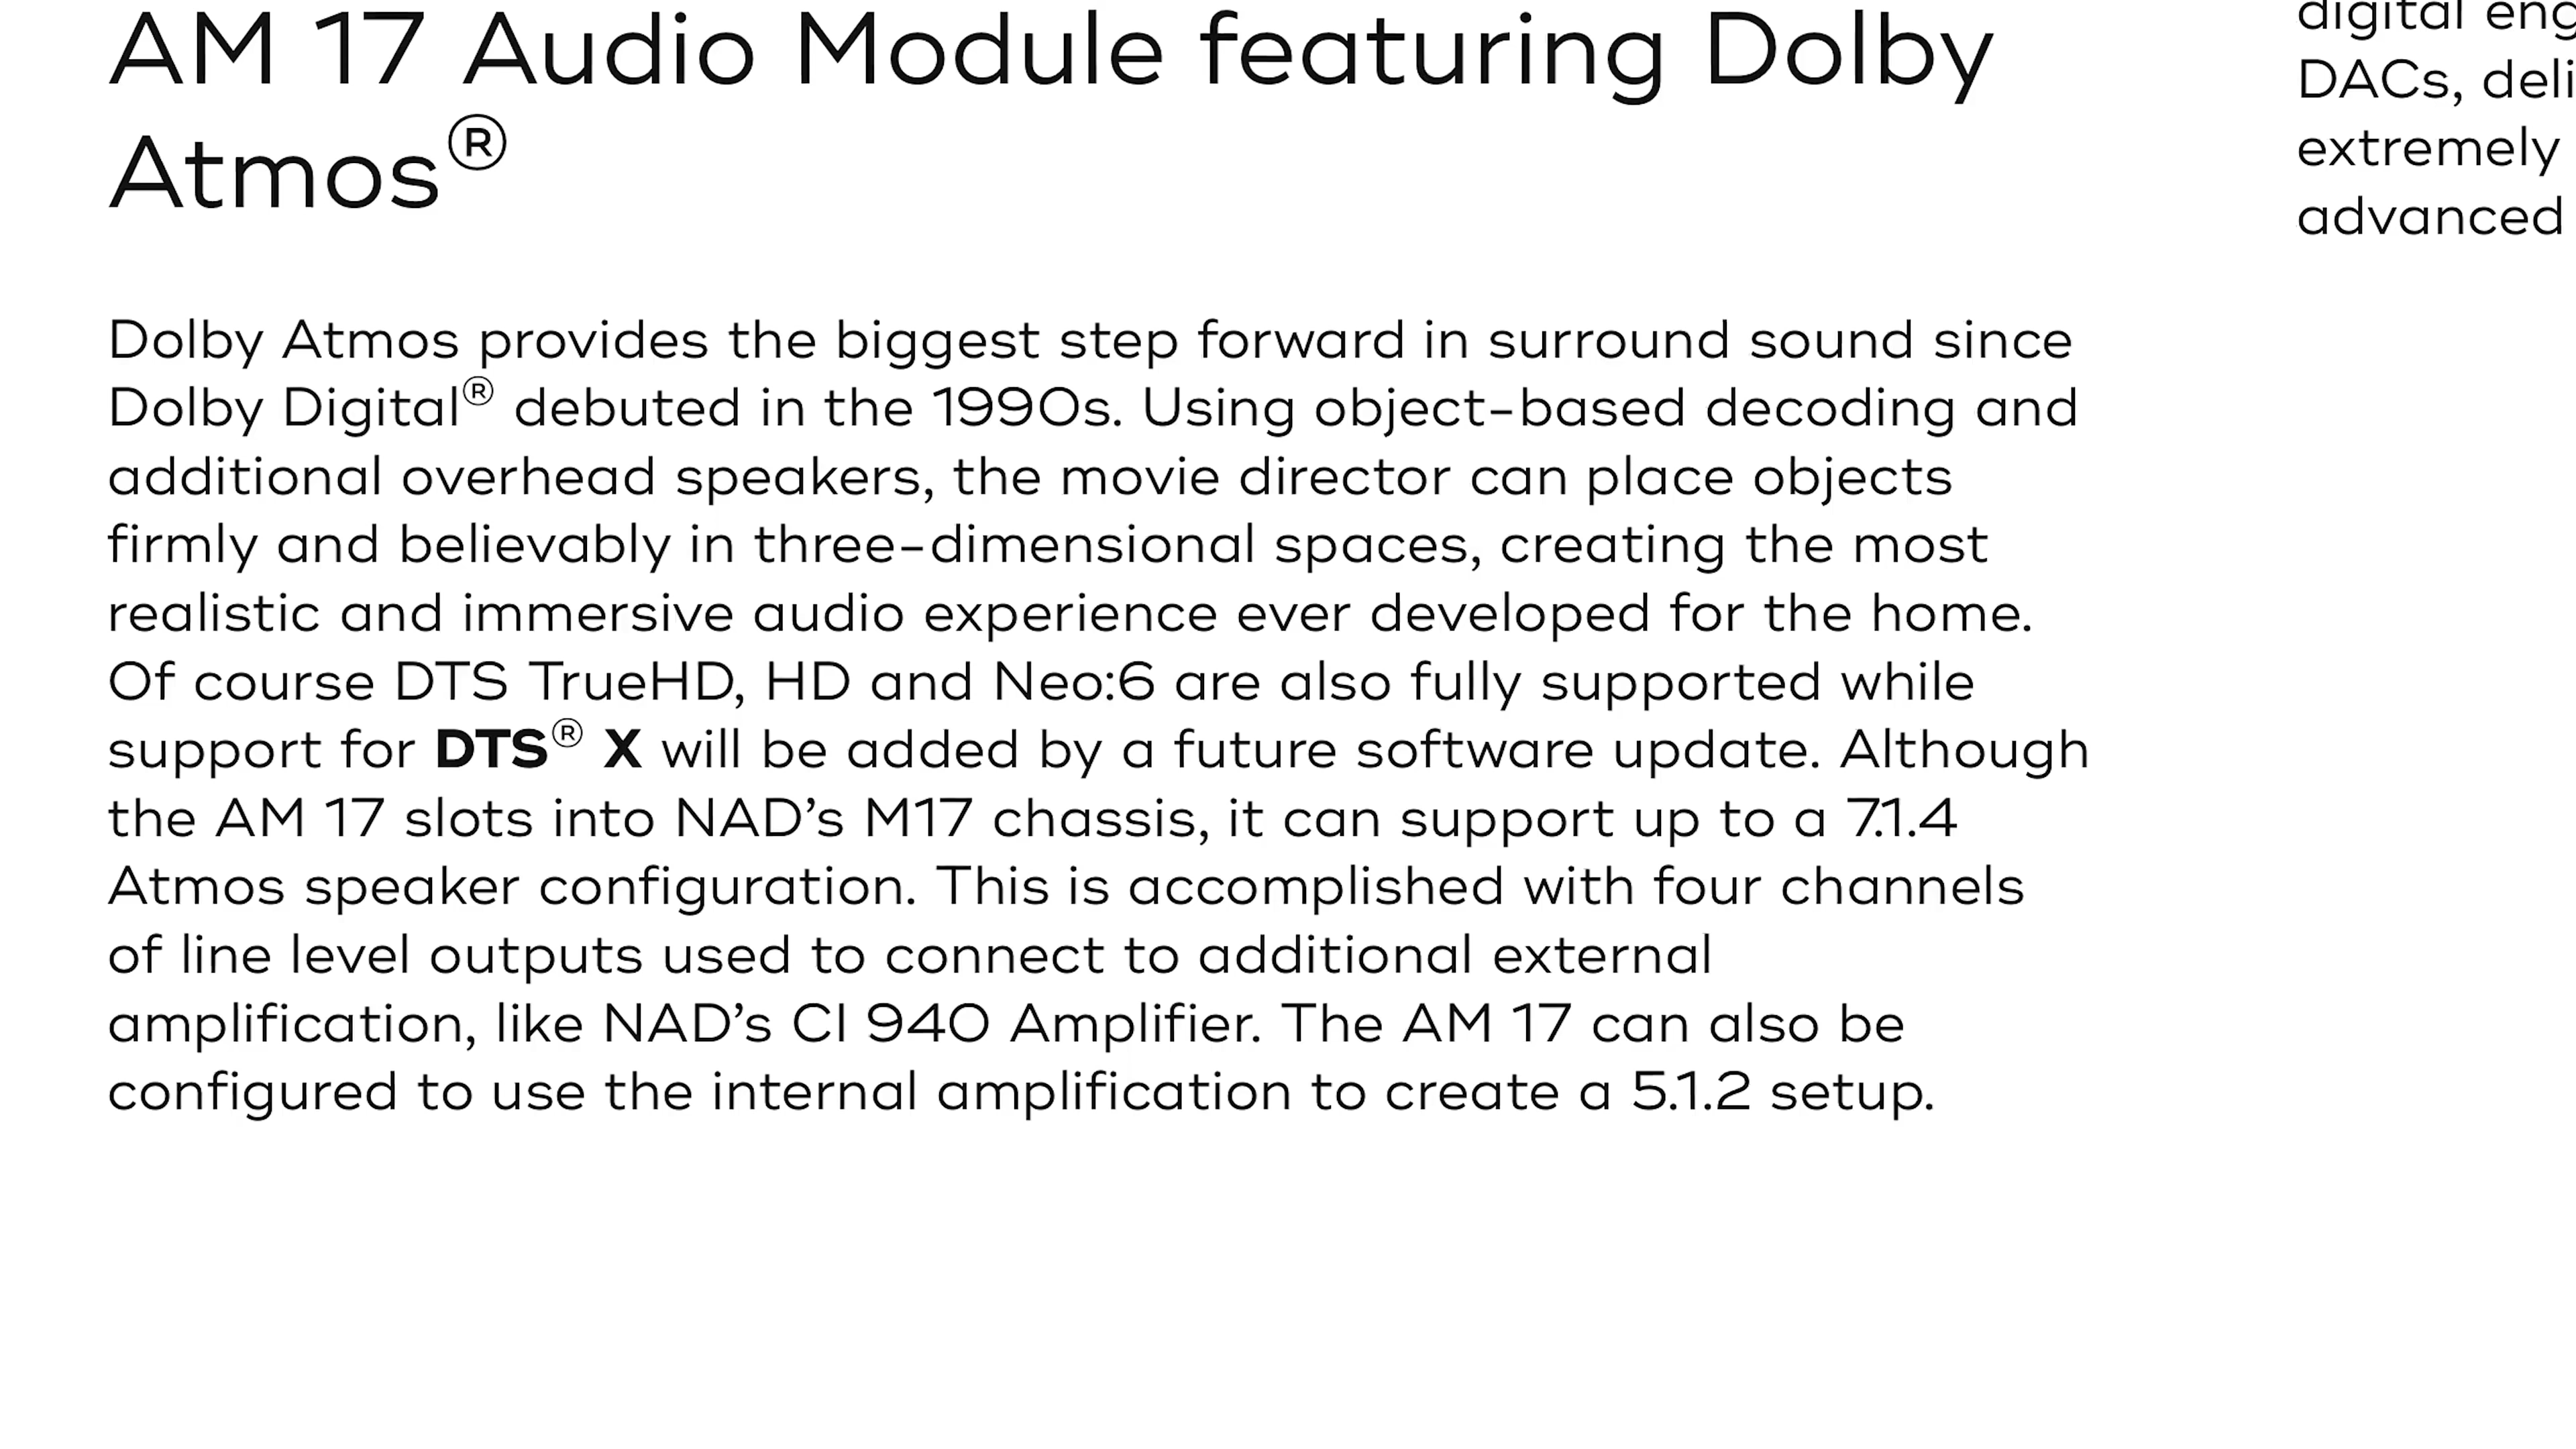 AM 17 Audio Module featuring Dolby
Atmos®
Dolby Atmos provides the biggest step forward in surround sound since
Dolby Digital® debuted in the 1990s. Using object-based decoding and
additional overhead speakers, the movie director can place objects
firmly and believably in three-dimensional spaces, creating the most
realistic and immersive audio experience ever developed for the home.
Of course DTS TrueHD, HD and Neo:6 are also fully supported while
support for DTS® X will be added by a future software update. Although
the AM 17 slots into NAD’s M17 chassis, it can support up to a 7.1.4
Atmos speaker configuration. This is accomplished with four channels
of line level outputs used to connect to additional external
amplification, like NAD’s CI 940 Amplifier. The AM 17 can also be
configured to use the internal amplification to create a 5.1.2 setup.
digital
DACs,
extremely
advanced